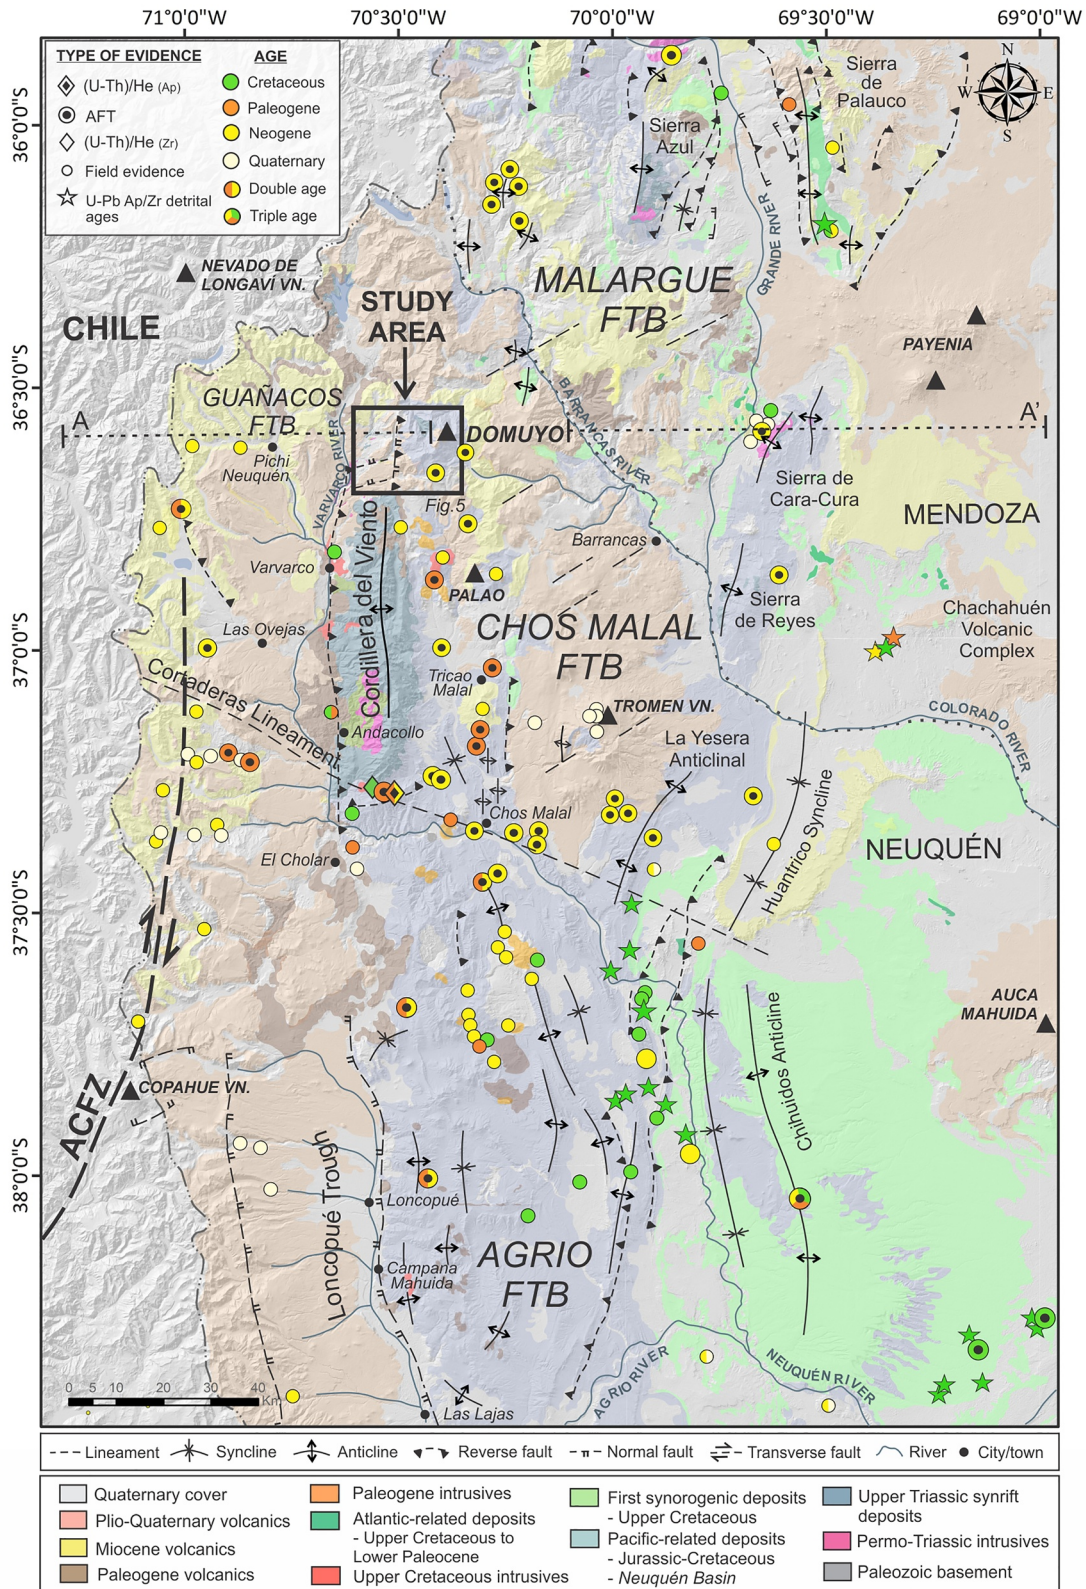 71°0'0"W
70°30'0"W
70°0'0"W
69°30'0"W
69°0'0"W
TYPE OF EVIDENCE
(U-Th)/He (Ap)
AFT
(U-Th)/He (Zr)
Field evidence
U-Pb Ap/Zr detrital
ages
AGE
Cretaceous
Paleogene
Neogene
Quaternary
Double age
Triple age
N
W
E
S
36°0'0"S
36°30'0"S
37°0'0"S
37°30'0"S
38°0'0"S
Sierra
de
Palauco
Sierra
Azul
GRANDE RIVER
NEVADO DE
LONGAVÍ VN.
CHILE
STUDY
AREA
MALARGUE
FTB
PAYENIA
GUAÑACOS
FTB
BARRANCAS RIVER
A
A'
DOMUYO
Pichi
Neuquén
VARVARCO RIVER
Fig.5
Sierra de
Cara-Cura
MENDOZA
Barrancas
Varvarco
Cordillera del Viento
PALAO
Sierra
de Reyes
Chachahuén
Volcanic
Complex
Las Ovejas
CHOS MALAL
FTB
Cortaderas Lineament
Tricao
Malal
TROMEN VN.
COLORADO RIVER
Andacollo
La Yesera
Anticlinal
Chos Malal
Huantrico Syncline
NEUQUÉN
El Cholar
AUCA
MAHUIDA
ACFZ
COPAHUE VN.
Chihuidos Anticline
Loncopué Trough
Loncopué
AGRIO
FTB
Campana
Mahuida
AGRIO RIVER
NEUQUÉN RIVER
0 5 10 20 30 40
Km
Las Lajas
Lineament
Syncline
Anticline
Reverse fault
Normal fault
Transverse fault
River
City/town
Quaternary cover
Plio-Quaternary volcanics
Miocene volcanics
Paleogene volcanics
Paleogene intrusives
Atlantic-related deposits
- Upper Cretaceous to
Lower Paleocene
Upper Cretaceous intrusives
First synorogenic deposits
- Upper Cretaceous
Pacific-related deposits
- Jurassic-Cretaceous
- Neuquén Basin
Upper Triassic synrift
deposits
Permo-Triassic intrusives
Paleozoic basement